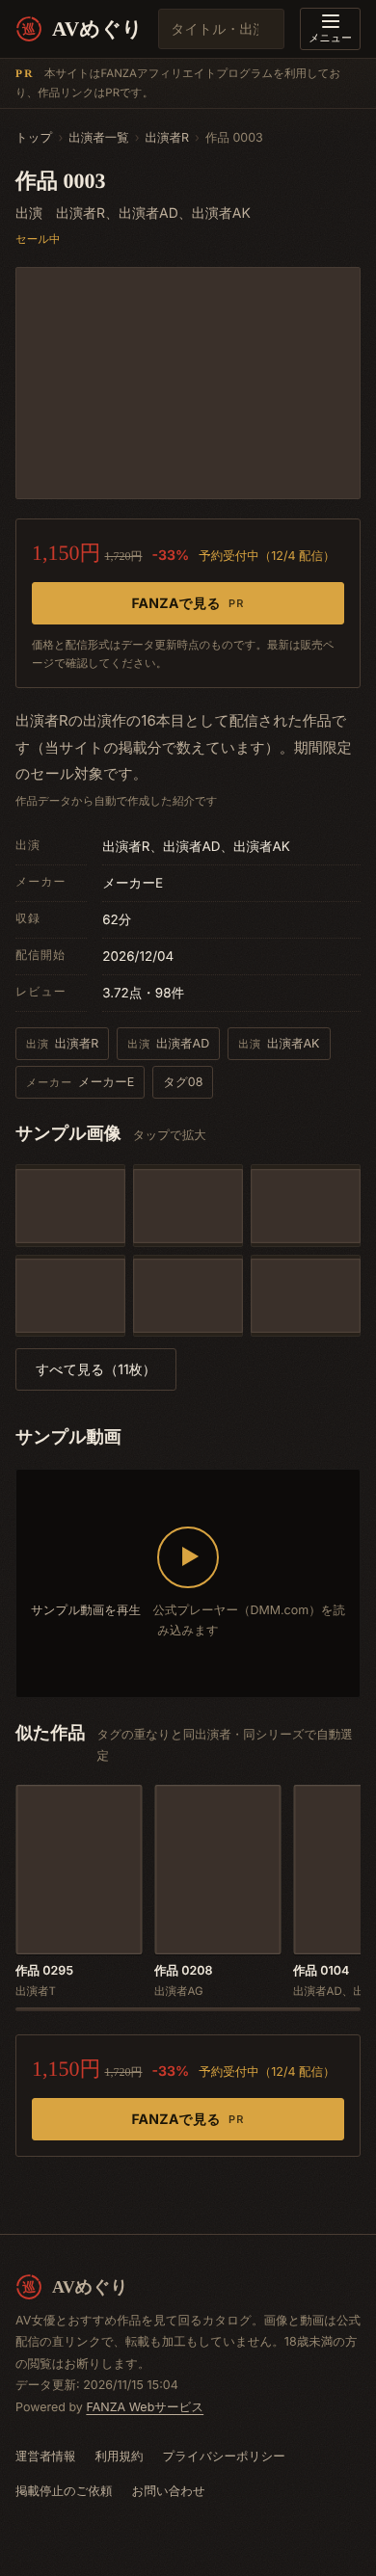 巡 AVめぐり タイトル・出演 メニュー
PR 本サイトはFANZAアフィリエイトプログラムを利用してお
り、作品リンクはPRです。
トップ › 出演者一覧 › 出演者R › 作品 0003
作品 0003
出演 出演者R、出演者AD、出演者AK
セール中
1,150円 1,720円 -33% 予約受付中（12/4 配信）
FANZAで見る PR
価格と配信形式はデータ更新時点のものです。最新は販売ペ
ージで確認してください。
出演者Rの出演作の16本目として配信された作品で
す（当サイトの掲載分で数えています）。期間限定
のセール対象です。
作品データから自動で作成した紹介です
出演 出演者R、出演者AD、出演者AK
メーカー メーカーE
収録 62分
配信開始 2026/12/04
レビュー 3.72点・98件
出演 出演者R 出演 出演者AD 出演 出演者AK
メーカー メーカーE タグ08
サンプル画像 タップで拡大
すべて見る（11枚）
サンプル動画
サンプル動画を再生 公式プレーヤー（DMM.com）を読
み込みます
似た作品 タグの重なりと同出演者・同シリーズで自動選
定
作品 0295 作品 0208 作品 0104
出演者T 出演者AG 出演者AD、出
1,150円 1,720円 -33% 予約受付中（12/4 配信）
FANZAで見る PR
巡 AVめぐり
AV女優とおすすめ作品を見て回るカタログ。画像と動画は公式
配信の直リンクで、転載も加工もしていません。18歳未満の方
の閲覧はお断りします。
データ更新: 2026/11/15 15:04
Powered by FANZA Webサービス
運営者情報 利用規約 プライバシーポリシー
掲載停止のご依頼 お問い合わせ